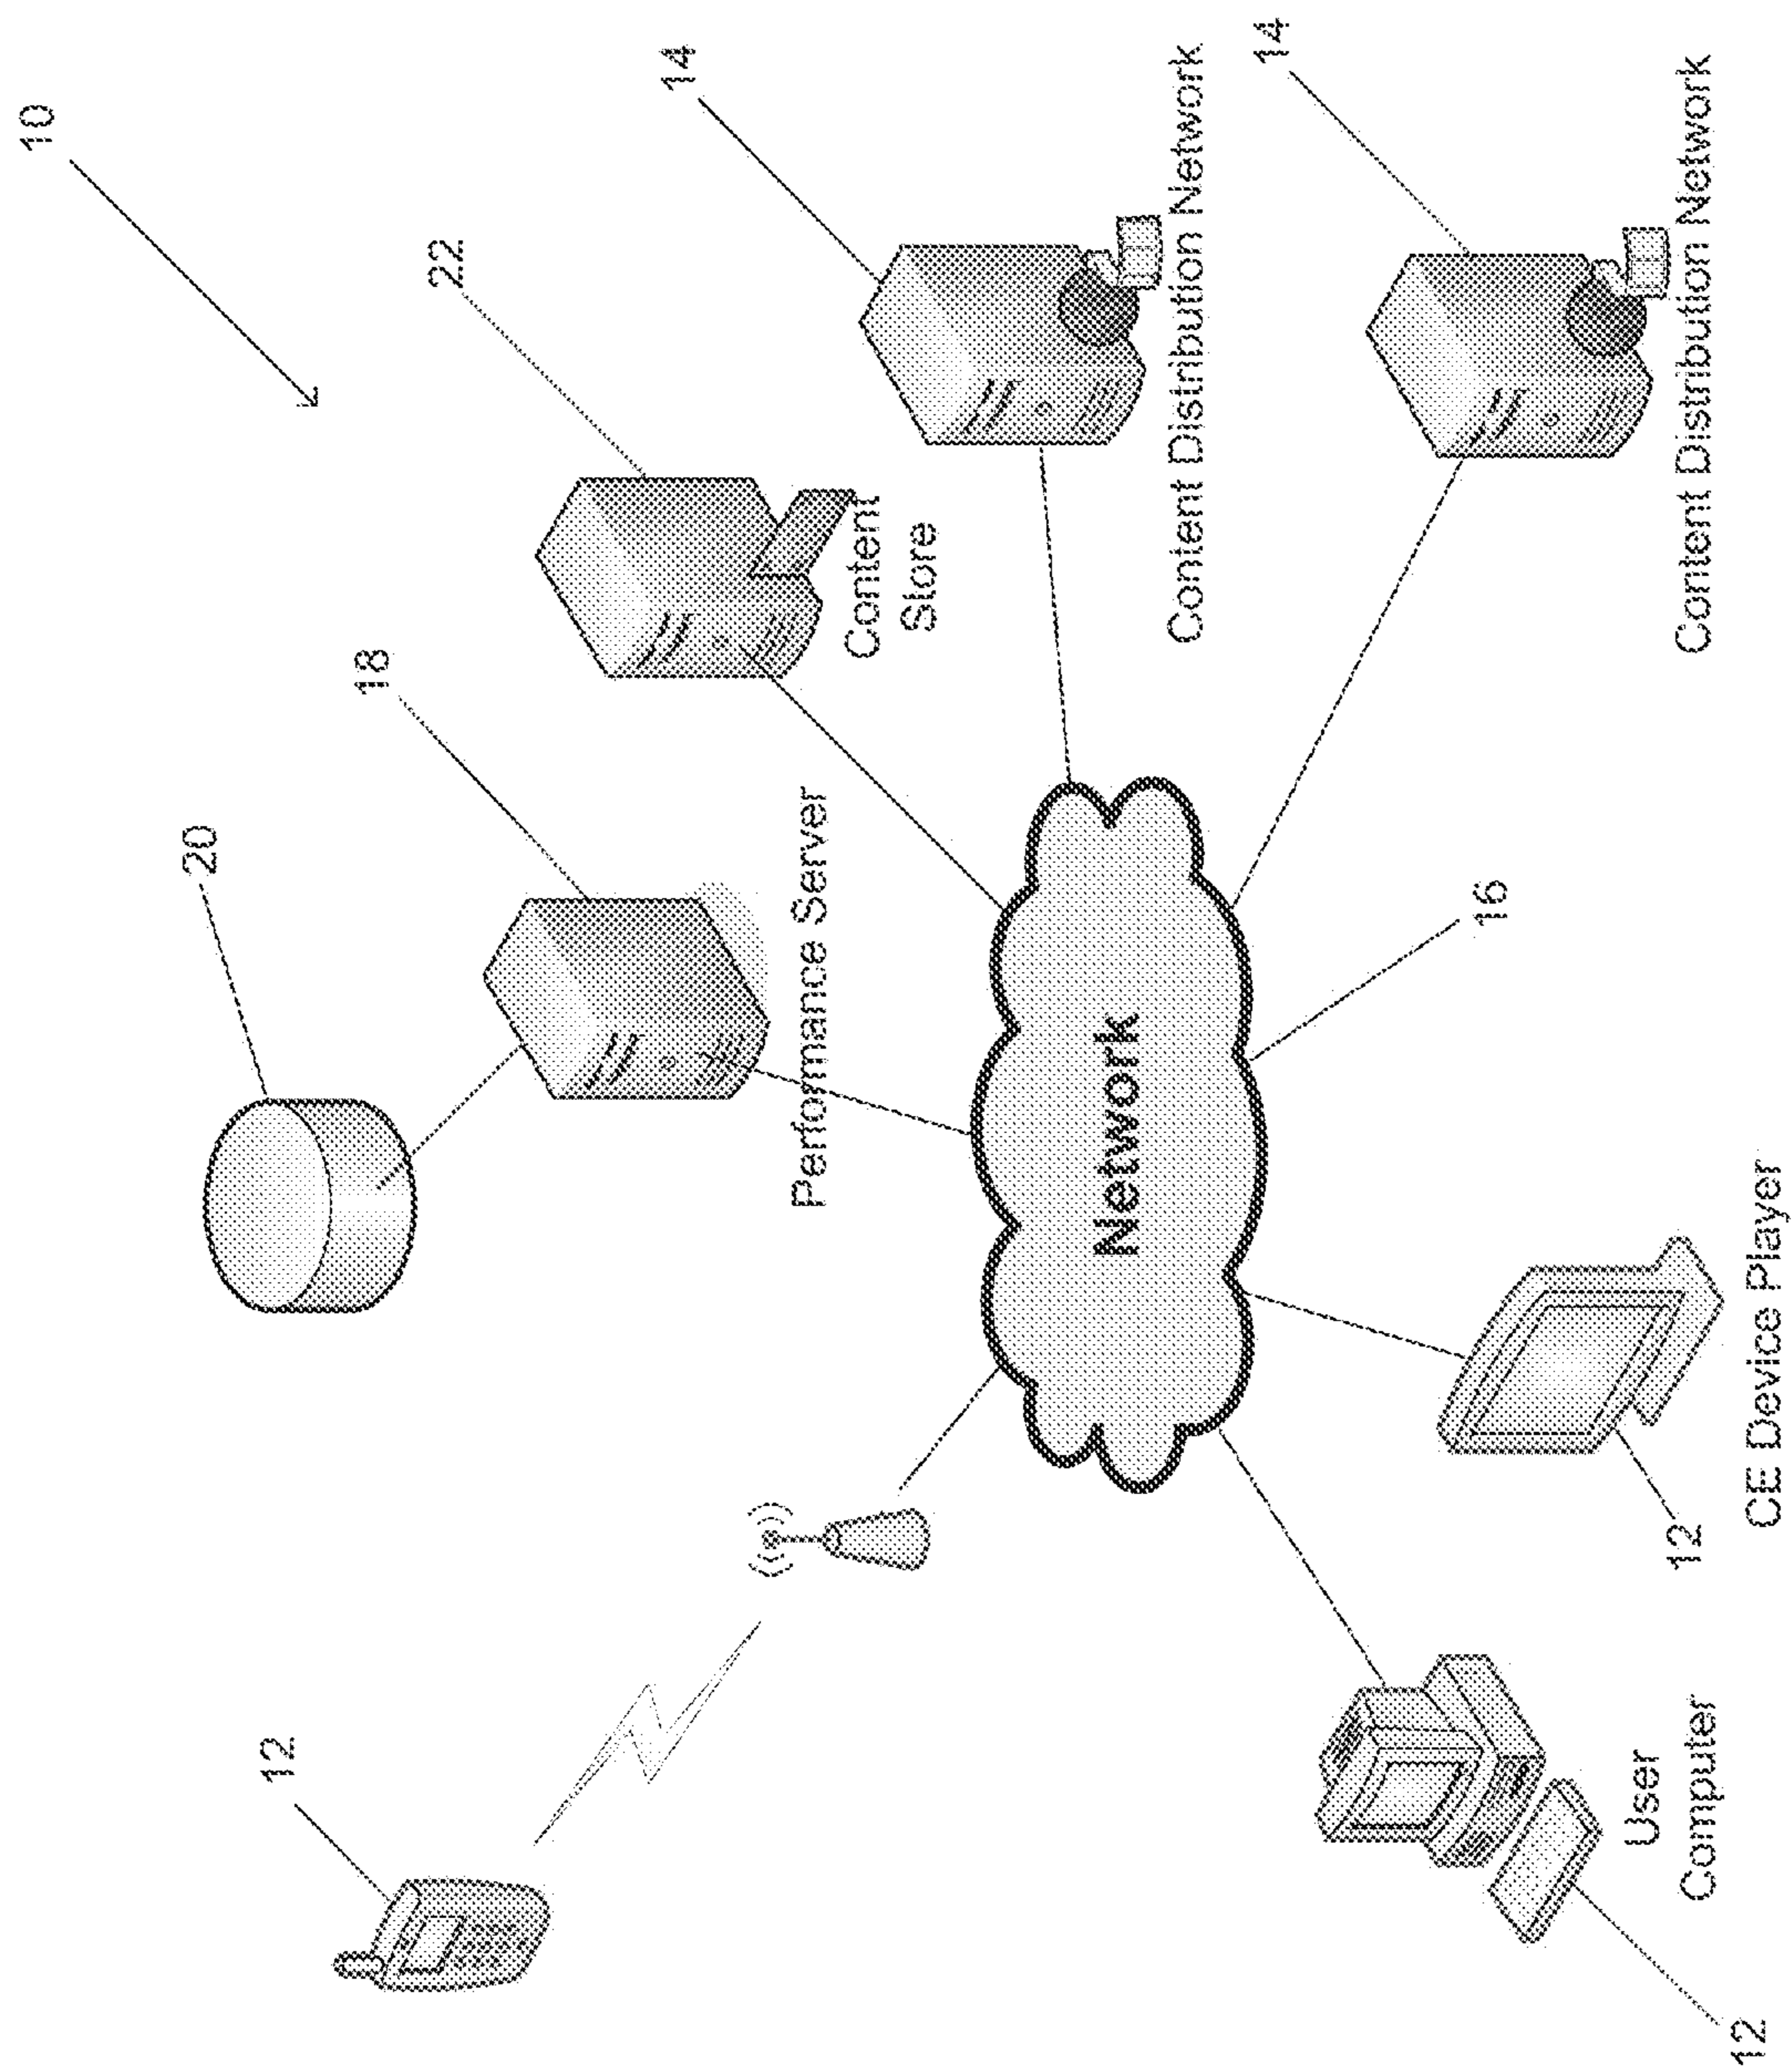 10
20
12
18
22
14
Performance Server
Content
Store
Network
Content Distribution Network
14
16
User
Computer
12
Content Distribution Network
12
CE Device Player